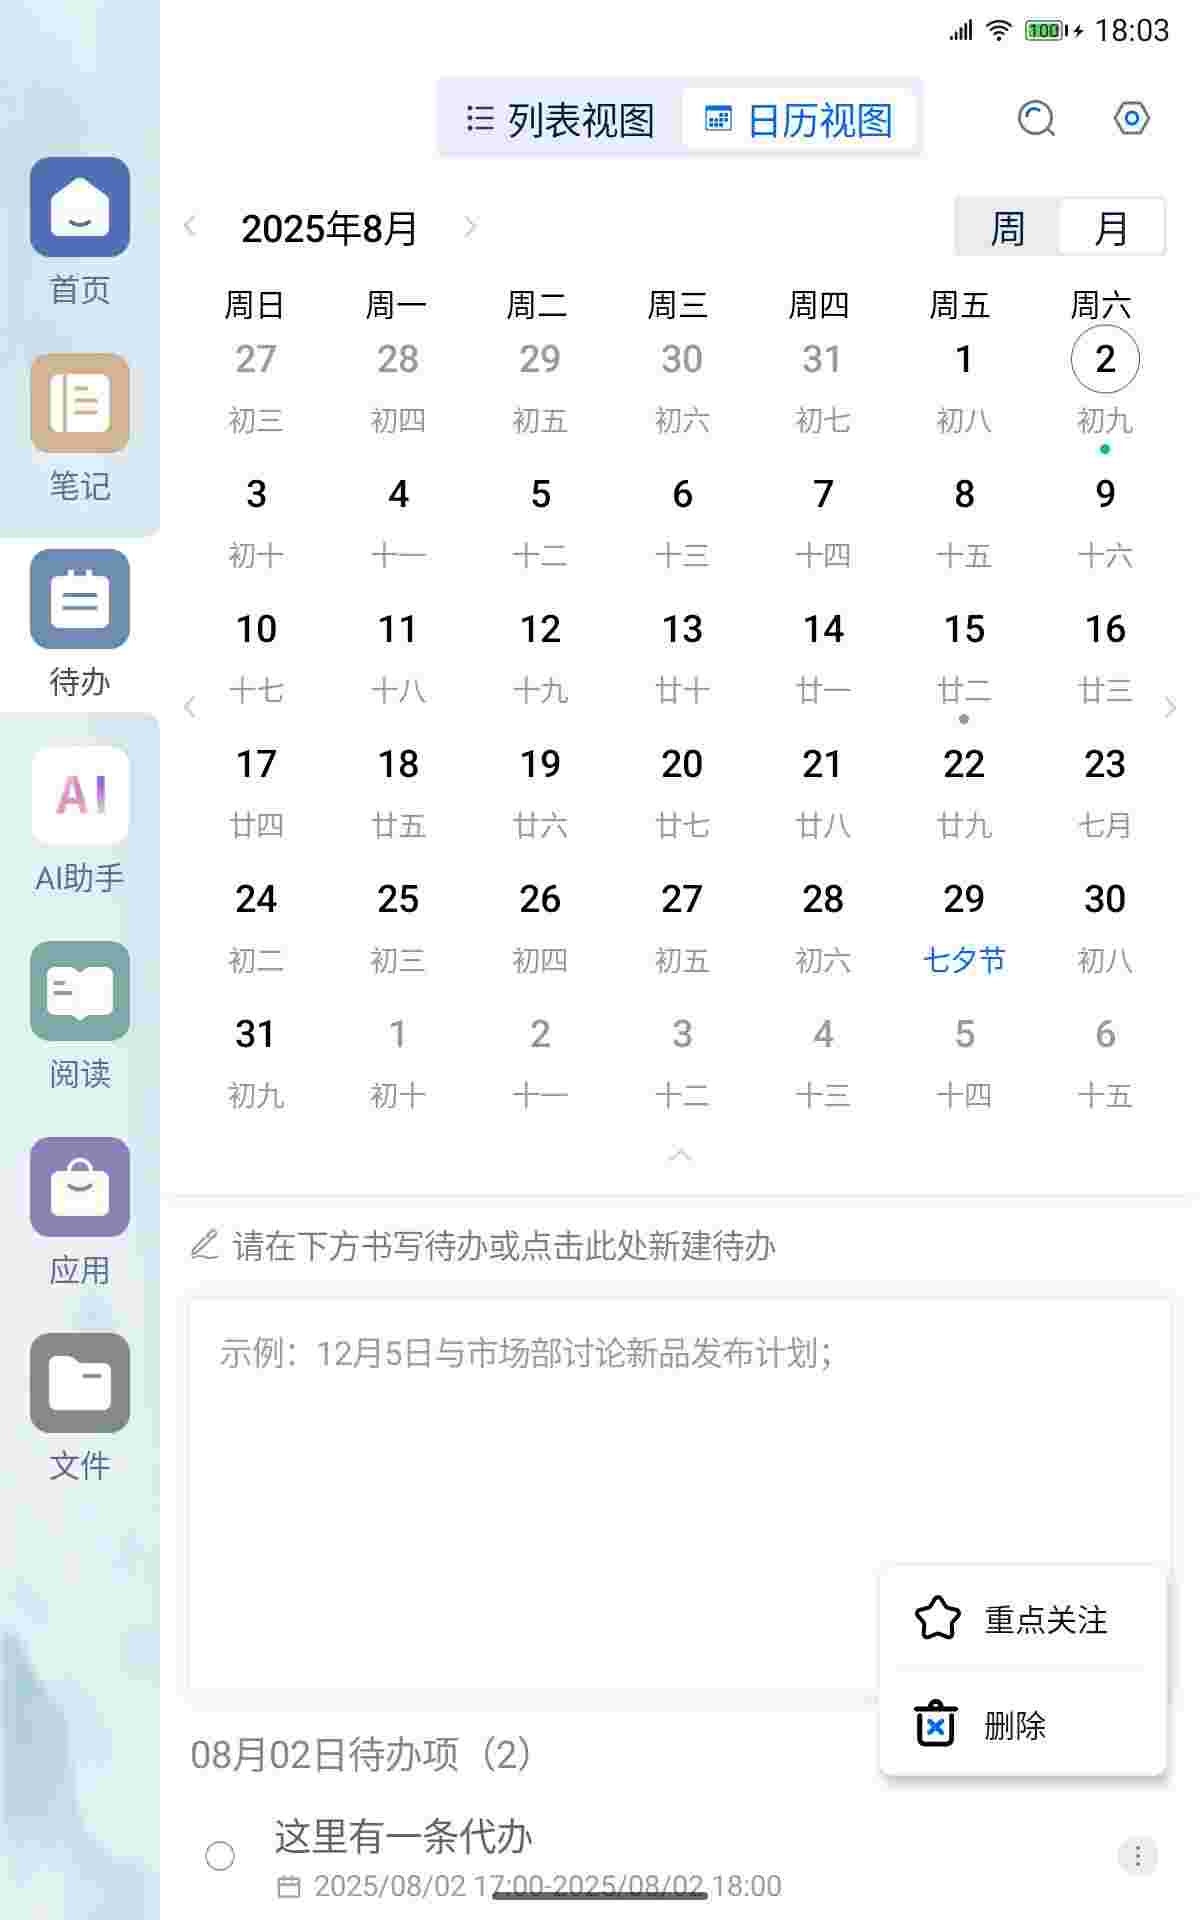 100 18:03
列表视图 日历视图
首页
笔记
待办
AI
AI助手
阅读
应用
文件
2025年8月 周 月
周日 周一 周二 周三 周四 周五 周六
27 28 29 30 31 1 2
初三 初四 初五 初六 初七 初八 初九
3 4 5 6 7 8 9
初十 十一 十二 十三 十四 十五 十六
10 11 12 13 14 15 16
十七 十八 十九 廿十 廿一 廿二 廿三
17 18 19 20 21 22 23
廿四 廿五 廿六 廿七 廿八 廿九 七月
24 25 26 27 28 29 30
初二 初三 初四 初五 初六 七夕节 初八
31 1 2 3 4 5 6
初九 初十 十一 十二 十三 十四 十五
请在下方书写待办或点击此处新建待办
示例：12月5日与市场部讨论新品发布计划；
重点关注
删除
08月02日待办项（2）
这里有一条代办
2025/08/02 17:00-2025/08/02 18:00